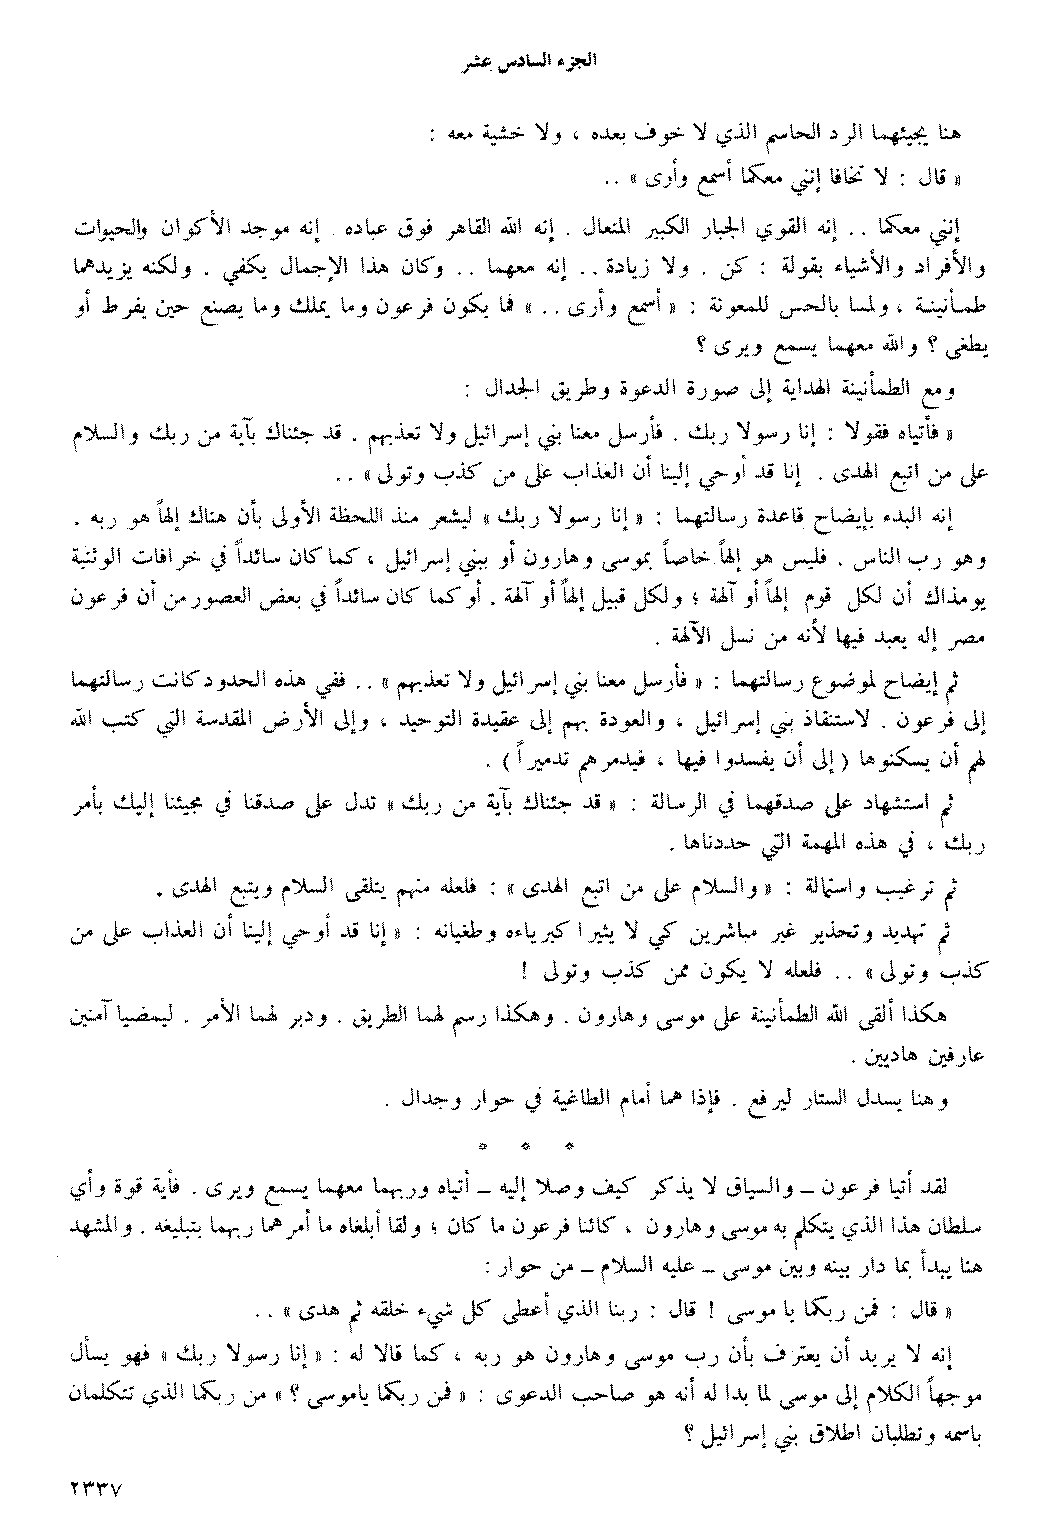 الجزء السادس عشر
هنا يجيئهما الرد الحاسم الذي لا خوف بعده ، ولا خشية معه :
« قال : لا تخافا إنني معكما أسمع وأرى » ..
إنني معكما .. إنه القوي الجبار الكبير المتعال . إنه الله القاهر فوق عباده . إنه موجد الأكوان والحيوات
والأفراد والأشياء بقولة : كن . ولا زيادة .. إنه معهما .. وكان هذا الإجمال يكفي . ولكنه يزيدهما
طمأنينة ، ولمسا بالحس للمعونة : « أسمع وأرى .. » فما يكون فرعون وما يملك وما يصنع حين يفرط أو
يطغى ؟ والله معهما يسمع ويرى ؟
ومع الطمأنينة الهداية إلى صورة الدعوة وطريق الجدال :
« فأتياه فقولا : إنا رسولا ربك . فأرسل معنا بني إسرائيل ولا تعذبهم . قد جئناك بآية من ربك والسلام
على من اتبع الهدى . إنا قد أوحي إلينا أن العذاب على من كذب وتولى » ..
إنه البدء بإيضاح قاعدة رسالتهما : « إنا رسولا ربك » ليشعر منذ اللحظة الأولى بأن هناك إلهاً هو ربه .
وهو رب الناس . فليس هو إلهاً خاصاً بموسى وهارون أو ببني إسرائيل ، كما كان سائداً في خرافات الوثنية
يومذاك أن لكل قوم إلهاً أو آلهة ؛ ولكل قبيل إلهاً أو آلهة . أو كما كان سائداً في بعض العصور من أن فرعون
مصر إله يعبد فيها لأنه من نسل الآلهة .
ثم إيضاح لموضوع رسالتهما : « فأرسل معنا بني إسرائيل ولا تعذبهم » .. ففي هذه الحدود كانت رسالتهما
إلى فرعون . لاستنقاذ بني إسرائيل ، والعودة بهم إلى عقيدة التوحيد ، وإلى الأرض المقدسة التي كتب الله
لهم أن يسكنوها ( إلى أن يفسدوا فيها ، فيدمرهم تدميراً ) .
ثم استشهاد على صدقهما في الرسالة : « قد جئناك بآية من ربك » تدل على صدقنا في مجيئنا إليك بأمر
ربك ، في هذه المهمة التي حددناها .
ثم ترغيب واستمالة : « والسلام على من اتبع الهدى » : فلعله منهم يتلقى السلام ويتبع الهدى .
ثم تهديد وتحذير غير مباشرين كي لا يثيرا كبرياءه وطغيانه : « إنا قد أوحي إلينا أن العذاب على من
كذب وتولى » .. فلعله لا يكون ممن كذب وتولى !
هكذا ألقى الله الطمأنينة على موسى وهارون . وهكذا رسم لهما الطريق . ودبر لهما الأمر . ليمضيا آمنين
عارفين هاديين .
وهنا يسدل الستار ليرفع . فإذا هما أمام الطاغية في حوار وجدال .
* * *
لقد أتيا فرعون – والسياق لا يذكر كيف وصلا إليه – أتياه وربهما معهما يسمع ويرى . فأية قوة وأي
سلطان هذا الذي يتكلم به موسى وهارون ، كائنا فرعون ما كان ؛ ولقا أبلغاه ما أمرهما ربهما بتبليغه . والمشهد
هنا يبدأ بما دار بينه وبين موسى – عليه السلام – من حوار :
« قال : فمن ربكما يا موسى ! قال : ربنا الذي أعطى كل شيء خلقه ثم هدى » ..
إنه لا يريد أن يعترف بأن رب موسى وهارون هو ربه ، كما قالا له : « إنا رسولا ربك » فهو يسأل
موجهاً الكلام إلى موسى لما بدا له أنه هو صاحب الدعوى : « فمن ربكما ياموسى ؟ » من ربكما الذي تتكلمان
باسمه وتطلبان اطلاق بني إسرائيل ؟
٢٣٣٧